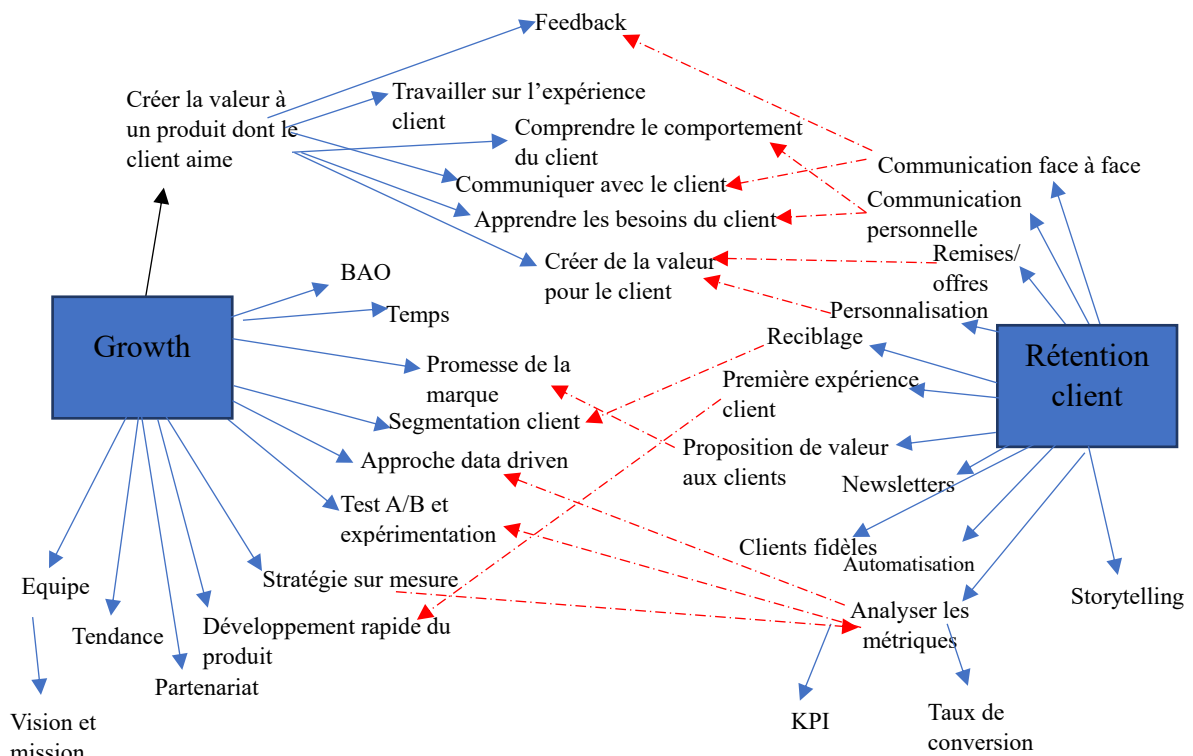 Feedback
Créer la valeur à
un produit dont le
client aime
Travailler sur l’expérience
client
Comprendre le comportement
du client
Communiquer avec le client
Apprendre les besoins du client
Créer de la valeur
pour le client
Communication face à face
Communication
personnelle
Remises/
offres
Personnalisation
Reciblage
Première expérience
client
Proposition de valeur
aux clients
Newsletters
Clients fidèles
Automatisation
Storytelling
Analyser les
métriques
KPI
Taux de
conversion
Rétention
client
Growth
BAO
Temps
Promesse de la
marque
Segmentation client
Approche data driven
Test A/B et
expérimentation
Stratégie sur mesure
Développement rapide du
produit
Partenariat
Tendance
Equipe
Vision et
mission